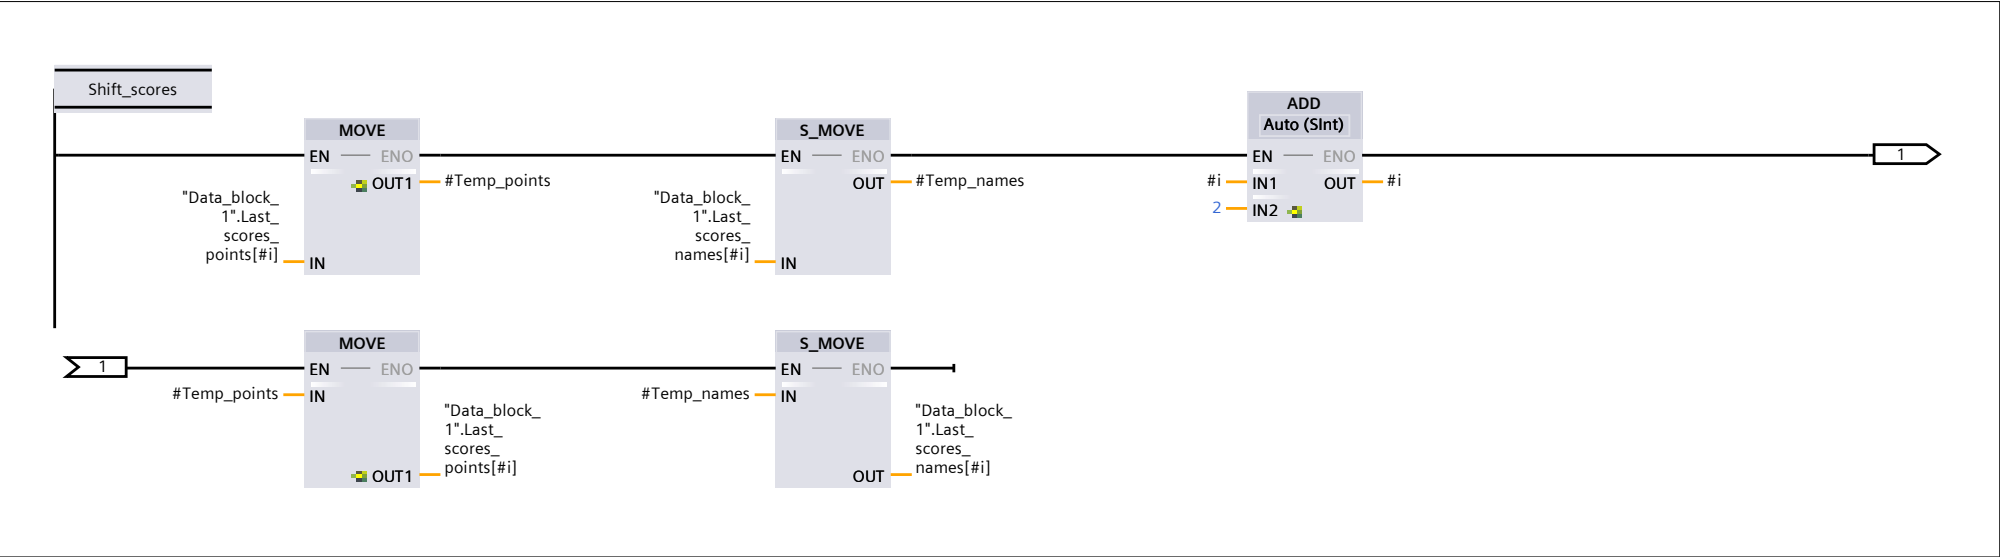 Shift_scores
MOVE
EN ENO
OUT1
#Temp_points
"Data_block_
1".Last_
scores_
points[#i]
IN
S_MOVE
EN ENO
OUT
#Temp_names
"Data_block_
1".Last_
scores_
names[#i]
IN
ADD
Auto (SInt)
EN ENO
#i IN1 OUT #i
2 IN2
1
1
MOVE
EN ENO
#Temp_points IN
"Data_block_
1".Last_
scores_
OUT1 points[#i]
S_MOVE
EN ENO
#Temp_names IN
"Data_block_
1".Last_
scores_
OUT names[#i]